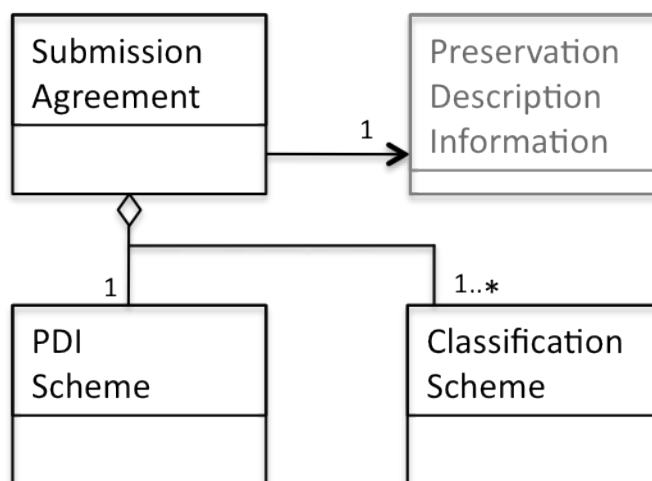 Submission
Agreement
Preservation
Description
Information
1
1
1..*
PDI
Scheme
Classification
Scheme